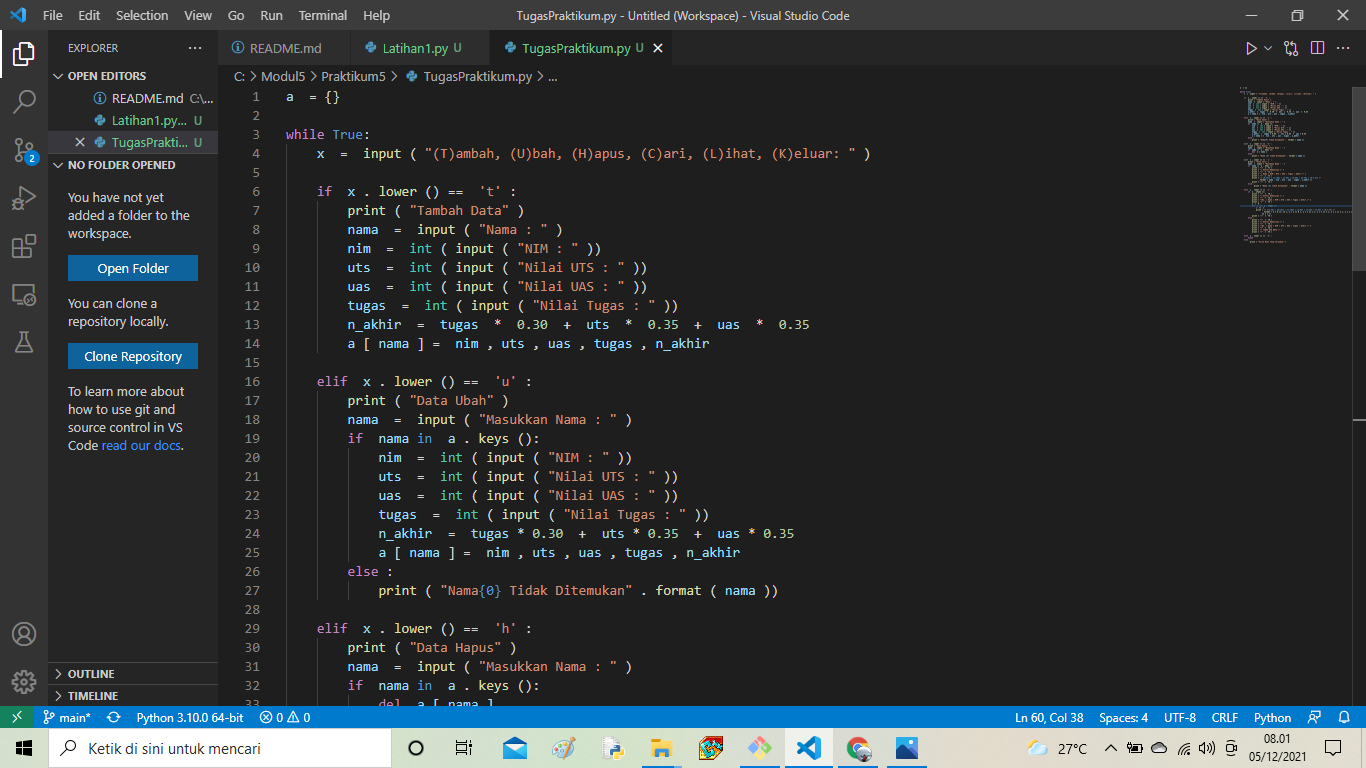 File Edit Selection View Go Run Terminal Help
TugasPraktikum.py - Untitled (Workspace) - Visual Studio Code
EXPLORER
OPEN EDITORS
README.md C:\...
Latihan1.py... U
TugasPrakti... U
NO FOLDER OPENED
You have not yet
added a folder to the
workspace.
Open Folder
You can clone a
repository locally.
Clone Repository
To learn more about
how to use git and
source control in VS
Code read our docs.
OUTLINE
TIMELINE
2
README.md
Latihan1.py U
TugasPraktikum.py U
C: > Modul5 > Praktikum5 > TugasPraktikum.py > ...
1 a  = {}
2
3 while True:
4     x  =  input ( "(T)ambah, (U)bah, (H)apus, (C)ari, (L)ihat, (K)eluar: " )
5
6     if  x . lower () ==  't' :
7         print ( "Tambah Data" )
8         nama  =  input ( "Nama : " )
9         nim  =  int ( input ( "NIM : " ))
10         uts  =  int ( input ( "Nilai UTS : " ))
11         uas  =  int ( input ( "Nilai UAS : " ))
12         tugas  =  int ( input ( "Nilai Tugas : " ))
13         n_akhir  =  tugas  *  0.30  +  uts  *  0.35  +  uas  *  0.35
14         a [ nama ] =  nim , uts , uas , tugas , n_akhir
15
16     elif  x . lower () ==  'u' :
17         print ( "Data Ubah" )
18         nama  =  input ( "Masukkan Nama : " )
19         if  nama in  a . keys ():
20             nim  =  int ( input ( "NIM : " ))
21             uts  =  int ( input ( "Nilai UTS : " ))
22             uas  =  int ( input ( "Nilai UAS : " ))
23             tugas  =  int ( input ( "Nilai Tugas : " ))
24             n_akhir  =  tugas * 0.30  +  uts * 0.35  +  uas * 0.35
25             a [ nama ] =  nim , uts , uas , tugas , n_akhir
26         else :
27             print ( "Nama{0} Tidak Ditemukan" . format ( nama ))
28
29     elif  x . lower () ==  'h' :
30         print ( "Data Hapus" )
31         nama  =  input ( "Masukkan Nama : " )
32         if  nama in  a . keys ():
33             del  a [ nama ]
main* Python 3.10.0 64-bit 0 0 Ln 60, Col 38 Spaces: 4 UTF-8 CRLF Python
Ketik di sini untuk mencari
27°C
08.01
05/12/2021